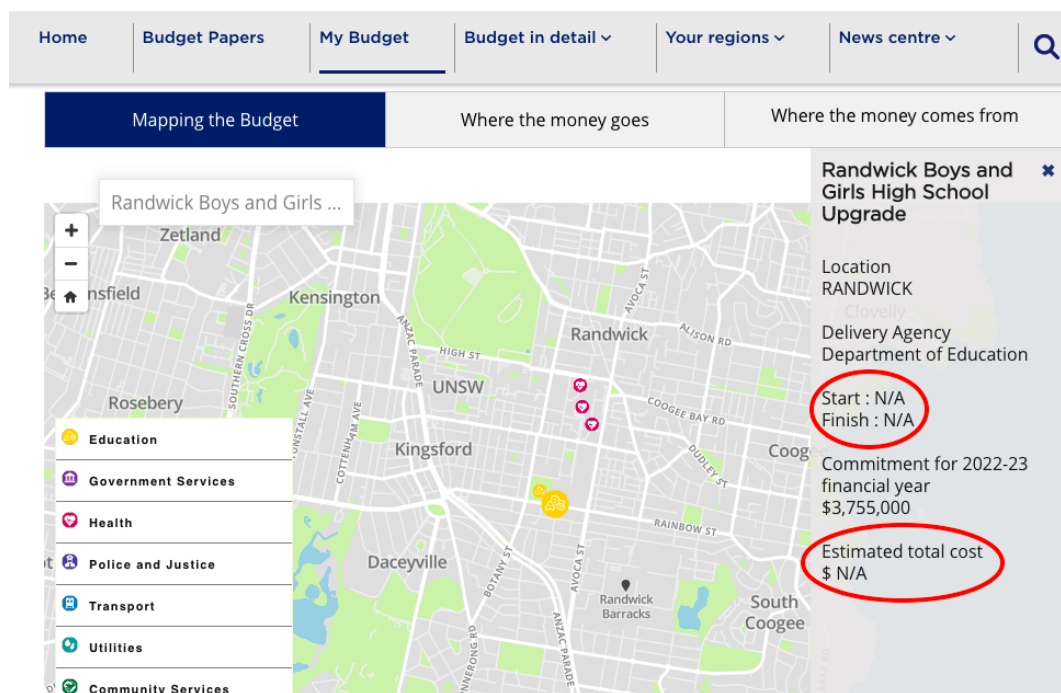 Home
Budget Papers
My Budget
Budget in detail
Your regions
News centre
Mapping the Budget
Where the money goes
Where the money comes from
Randwick Boys and Girls ...
Randwick Boys and
Girls High School
Upgrade
Location
RANDWICK
Delivery Agency
Department of Education
Start : N/A
Finish : N/A
Commitment for 2022-23
financial year
$3,755,000
Estimated total cost
$ N/A
Zetland
Kensington
Randwick
Clovelly
AVOCA ST
ALISON RD
ANZAC PARADE
SOUTHERN CROSS DR
HIGH ST
UNSW
Rosebery
COOGEE BAY RD
COTTENHAM AVE
Kingsford
DUDLEY ST
RAINBOW ST
Daceyville
BOTANY ST
AVOCA ST
Randwick
Barracks
South
Coogee
ANZAC PARADE
Education
Government Services
Health
Police and Justice
Transport
Utilities
Community Services